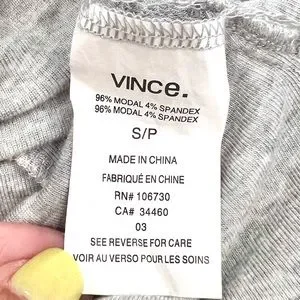 VINCe.
96% MODAL 4% SPANDEX
96% MODAL 4% SPANDEX
S/P
MADE IN CHINA
FABRIQUÉ EN CHINE
RN# 106730
CA# 34460
03
SEE REVERSE FOR CARE
VOIR AU VERSO POUR LES SOINS